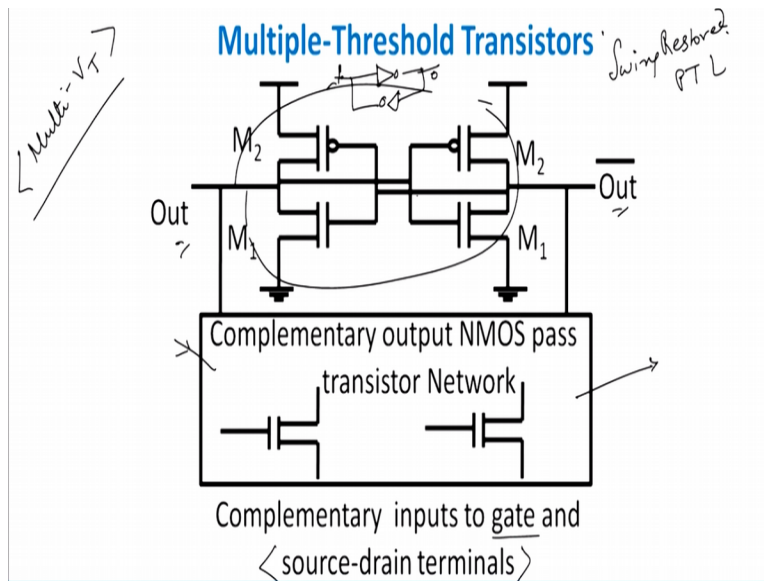 Multiple-Threshold Transistors
Swing Restored
PTL
<Multi-VT>
M2
M2
Out
Out
M1
M1
Complementary output NMOS pass
transistor Network
Complementary inputs to gate and
<source-drain terminals>